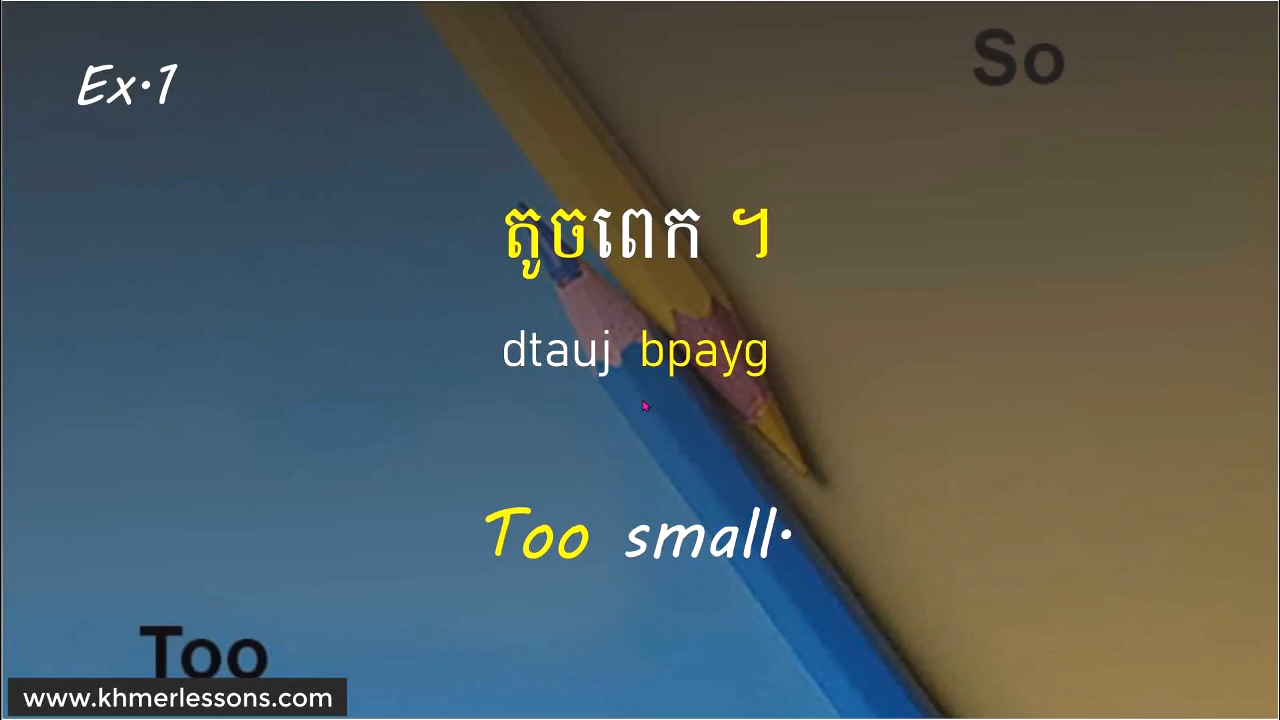 So
Ex.1
តូចពេក ។
dtauj bpayg
Too small.
Too
www.khmerlessons.com